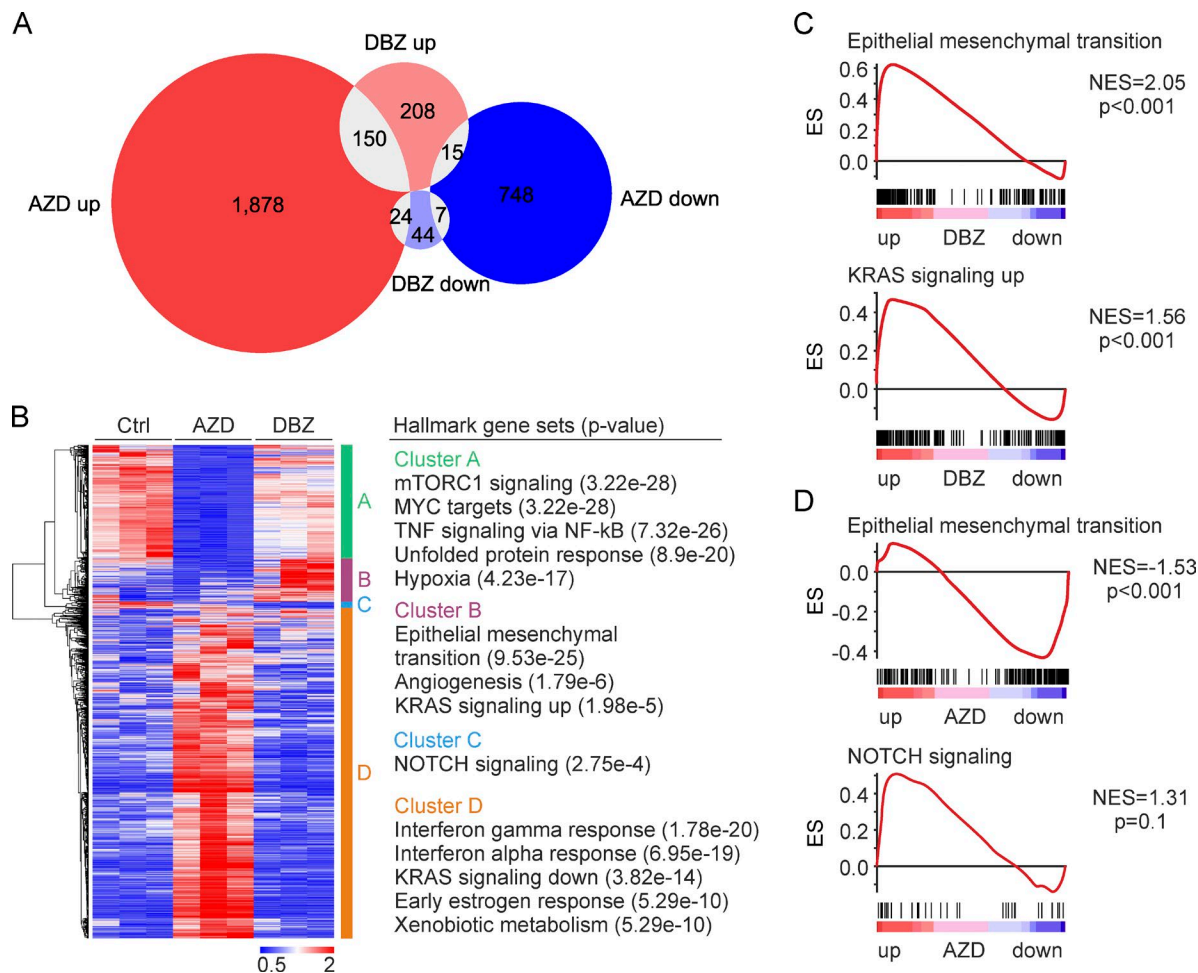 A
DBZ up
208
150
15
AZD up
1,878
748
AZD down
24
7
44
DBZ down
B
Ctrl AZD DBZ
A
B
C
D
0.5 2
Hallmark gene sets (p-value)
Cluster A
mTORC1 signaling (3.22e-28)
MYC targets (3.22e-28)
TNF signaling via NF-kB (7.32e-26)
Unfolded protein response (8.9e-20)
Hypoxia (4.23e-17)
Cluster B
Epithelial mesenchymal
transition (9.53e-25)
Angiogenesis (1.79e-6)
KRAS signaling up (1.98e-5)
Cluster C
NOTCH signaling (2.75e-4)
Cluster D
Interferon gamma response (1.78e-20)
Interferon alpha response (6.95e-19)
KRAS signaling down (3.82e-14)
Early estrogen response (5.29e-10)
Xenobiotic metabolism (5.29e-10)
C
Epithelial mesenchymal transition
0.6
0.4
0.2
0.0
ES
NES=2.05
p<0.001
up DBZ down
KRAS signaling up
0.4
0.2
0.0
ES
NES=1.56
p<0.001
up DBZ down
D
Epithelial mesenchymal transition
0.0
-0.2
-0.4
ES
NES=-1.53
p<0.001
up AZD down
NOTCH signaling
0.4
0.2
0.0
ES
NES=1.31
p=0.1
up AZD down